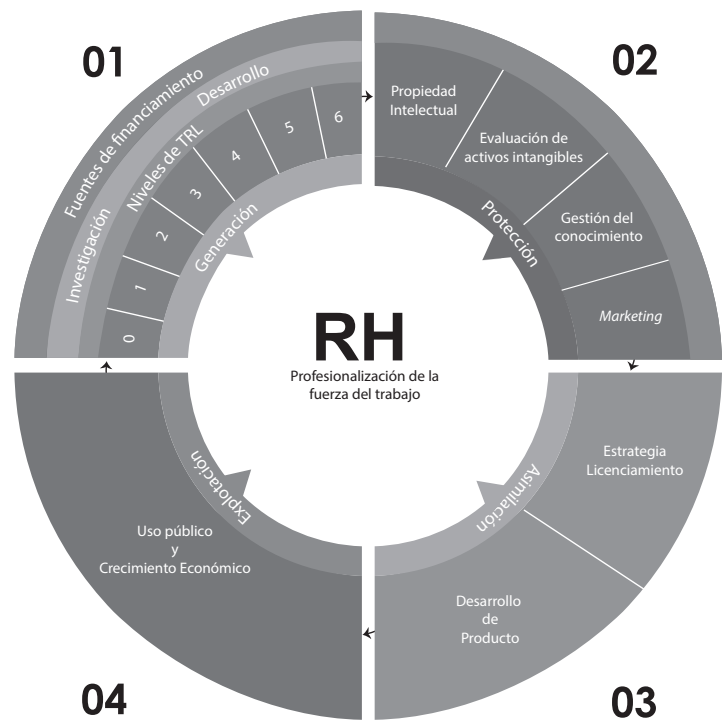 01
Fuentes de financiamiento
Investigación
Desarrollo
Niveles de TRL
0
1
2
3
4
5
6
Generación
02
Propiedad
Intelectual
Evaluación de
activos intangibles
Gestión del
conocimiento
Marketing
Protección
RH
Profesionalización de la
fuerza del trabajo
03
Estrategia
Licenciamiento
Desarrollo
de
Producto
Asimilación
04
Uso público
y
Crecimiento Económico
Explotación